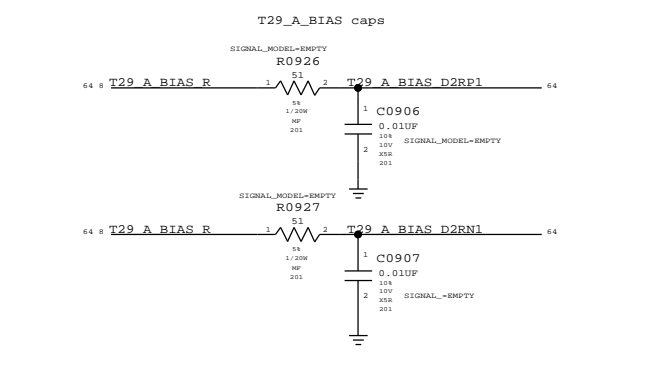 T29_A_BIAS caps
SIGNAL_MODEL=EMPTY
R0926
51
64 8 T29_A_BIAS_R 1 2 T29_A_BIAS_D2RP1 64
5%
1/20W
MF
201
1 C0906
0.01UF
10%
10V
X5R
201
2 SIGNAL_MODEL=EMPTY
SIGNAL_MODEL=EMPTY
R0927
51
64 8 T29_A_BIAS_R 1 2 T29_A_BIAS_D2RN1 64
5%
1/20W
MF
201
1 C0907
0.01UF
10%
10V
X5R
201
2 SIGNAL_=EMPTY